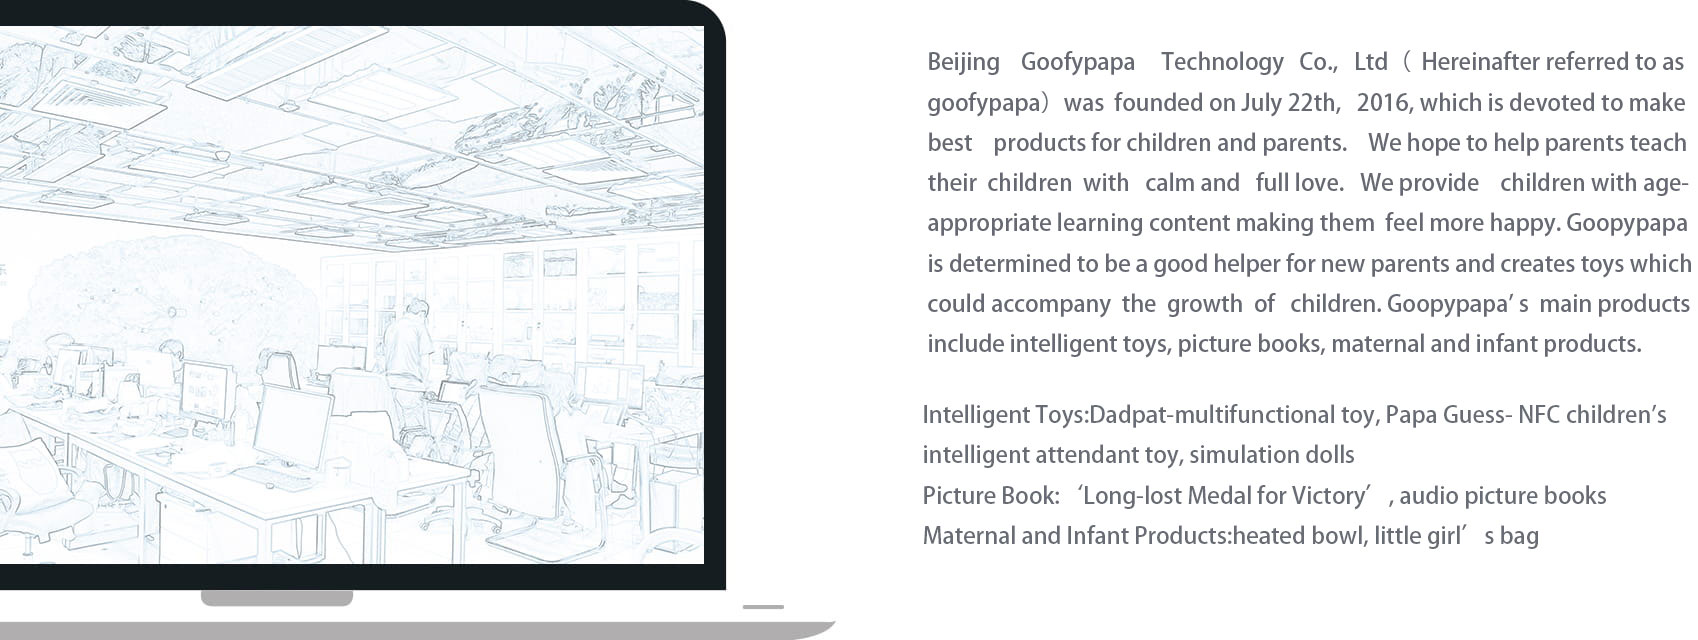 Beijing Goofypapa Technology Co., Ltd（ Hereinafter referred to as
goofypapa）was founded on July 22th, 2016, which is devoted to make
best products for children and parents. We hope to help parents teach
their children with calm and full love. We provide children with age-
appropriate learning content making them feel more happy. Goopypapa
is determined to be a good helper for new parents and creates toys which
could accompany the growth of children. Goopypapa’ s main products
include intelligent toys, picture books, maternal and infant products.
Intelligent Toys:Dadpat-multifunctional toy, Papa Guess- NFC children’s
intelligent attendant toy, simulation dolls
Picture Book: ‘Long-lost Medal for Victory’ , audio picture books
Maternal and Infant Products:heated bowl, little girl’ s bag